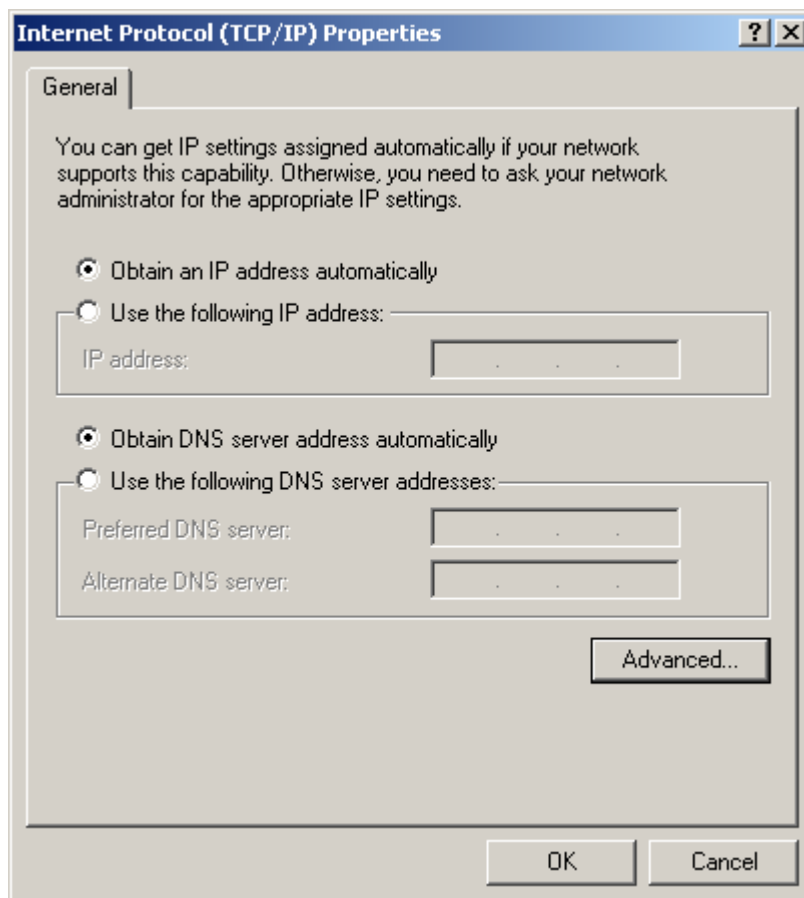 Internet Protocol (TCP/IP) Properties
General
You can get IP settings assigned automatically if your network
supports this capability. Otherwise, you need to ask your network
administrator for the appropriate IP settings.
Obtain an IP address automatically
Use the following IP address:
IP address:
Obtain DNS server address automatically
Use the following DNS server addresses:
Preferred DNS server:
Alternate DNS server:
Advanced...
OK Cancel